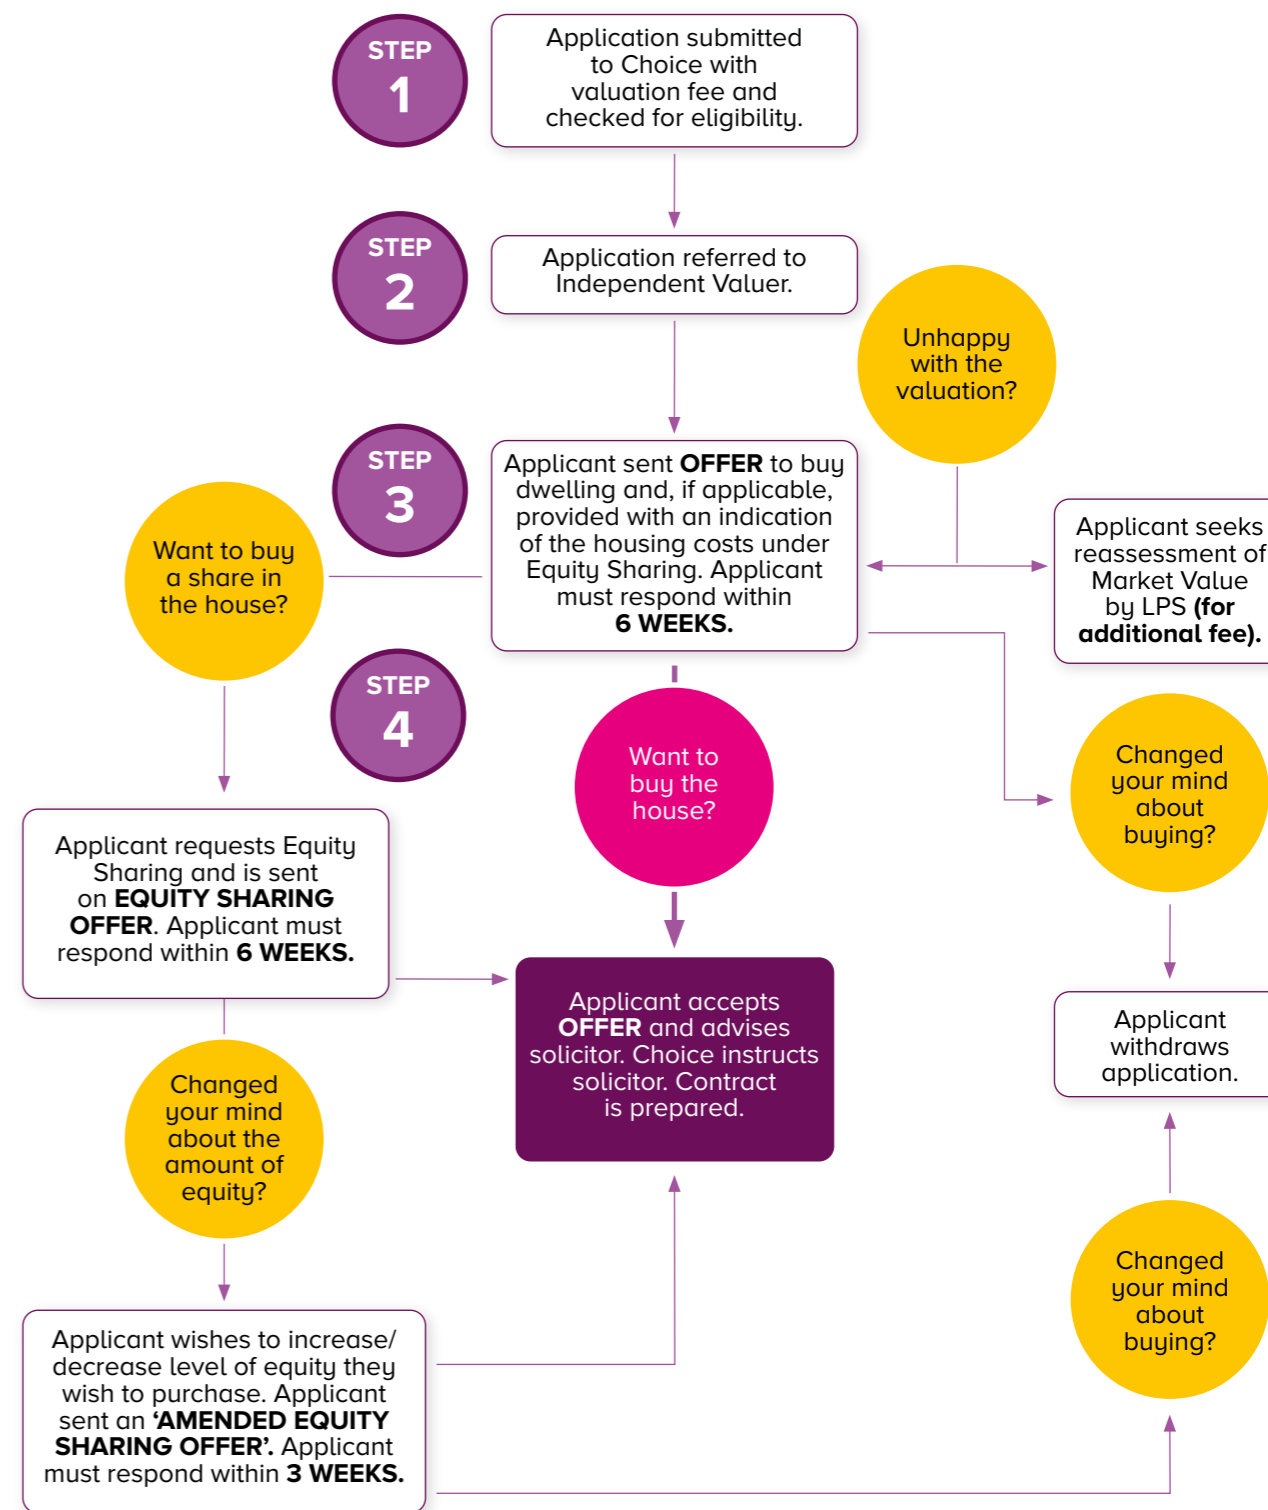 STEP
1
Application submitted
to Choice with
valuation fee and
checked for eligibility.
STEP
2
Application referred to
Independent Valuer.
Unhappy
with the
valuation?
STEP
3
Applicant sent OFFER to buy
dwelling and, if applicable,
provided with an indication
of the housing costs under
Equity Sharing. Applicant
must respond within
6 WEEKS.
Want to buy
a share in
the house?
Applicant seeks
reassessment of
Market Value
by LPS (for
additional fee).
STEP
4
Want to
buy the
house?
Changed
your mind
about
buying?
Applicant requests Equity
Sharing and is sent
on EQUITY SHARING
OFFER. Applicant must
respond within 6 WEEKS.
Applicant accepts
OFFER and advises
solicitor. Choice instructs
solicitor. Contract
is prepared.
Applicant
withdraws
application.
Changed
your mind
about the
amount of
equity?
Changed
your mind
about
buying?
Applicant wishes to increase/
decrease level of equity they
wish to purchase. Applicant
sent an ‘AMENDED EQUITY
SHARING OFFER’. Applicant
must respond within 3 WEEKS.